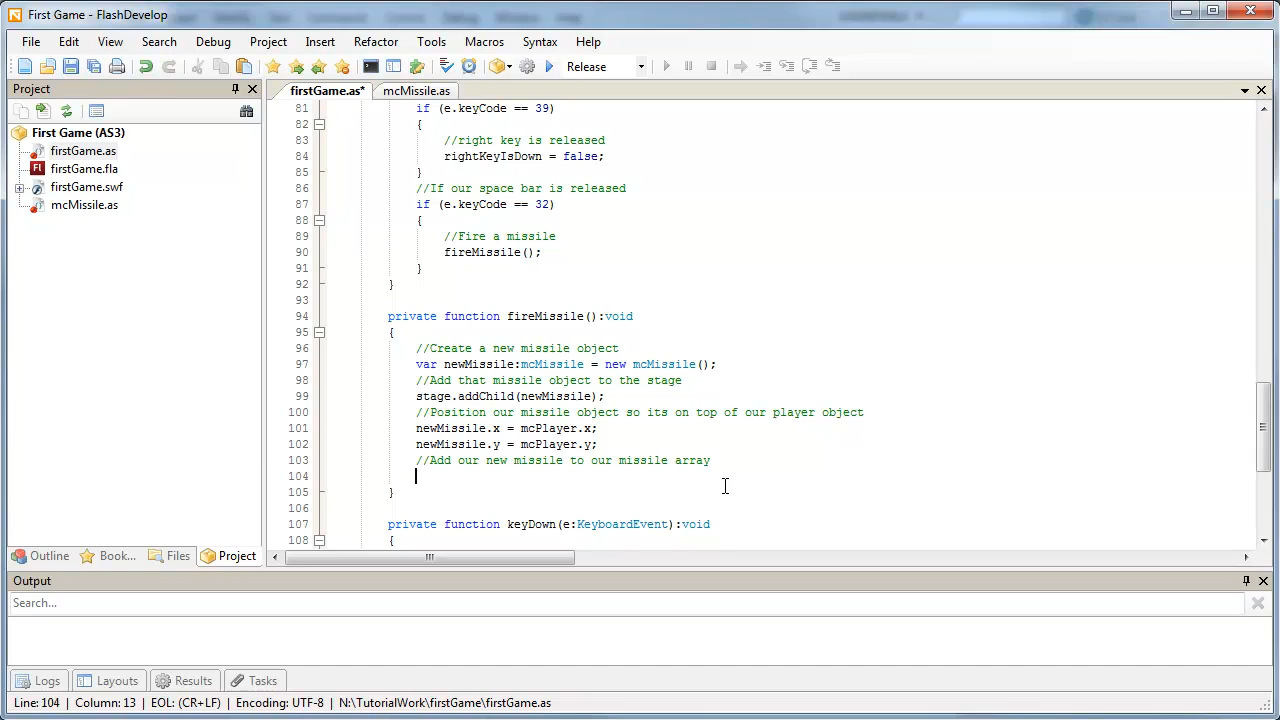 First Game - FlashDevelop
File Edit View Search Debug Project Insert Refactor Tools Macros Syntax Help
Release
Project
firstGame.as* mcMissile.as
First Game (AS3)
firstGame.as
firstGame.fla
firstGame.swf
mcMissile.as
81 if (e.keyCode == 39)
82 {
83 //right key is released
84 rightKeyIsDown = false;
85 }
86 //If our space bar is released
87 if (e.keyCode == 32)
88 {
89 //Fire a missile
90 fireMissile();
91 }
92 }
93
94 private function fireMissile():void
95 {
96 //Create a new missile object
97 var newMissile:mcMissile = new mcMissile();
98 //Add that missile object to the stage
99 stage.addChild(newMissile);
100 //Position our missile object so its on top of our player object
101 newMissile.x = mcPlayer.x;
102 newMissile.y = mcPlayer.y;
103 //Add our new missile to our missile array
104
105 }
106
107 private function keyDown(e:KeyboardEvent):void
108 {
Outline Book... Files Project
Output
Search...
Logs Layouts Results Tasks
Line: 104 Column: 13 EOL: (CR+LF) Encoding: UTF-8 N:\TutorialWork\firstGame\firstGame.as